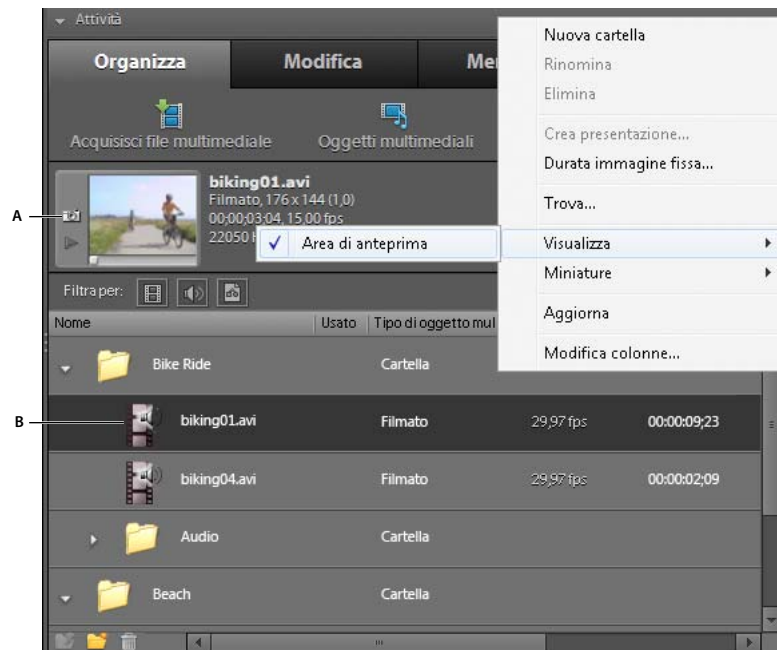 Attività
Organizza
Modifica
Me
Acquisisci file multimediale
Oggetti multimediali
A
biking01.avi
Filmato, 176 x 144 (1,0)
00;00;03;04, 15,00 fps
22050
Filtra per:
Nome
Usato
Tipo di oggetto mul
Bike Ride
Cartella
B
biking01.avi
Filmato
29,97 fps
00:00:09;23
biking04.avi
Filmato
29,97 fps
00:00:02;09
Audio
Cartella
Beach
Cartella
Nuova cartella
Rinomina
Elimina
Crea presentazione...
Durata immagine fissa...
Trova...
Visualizza
Area di anteprima
Miniature
Aggiorna
Modifica colonne...